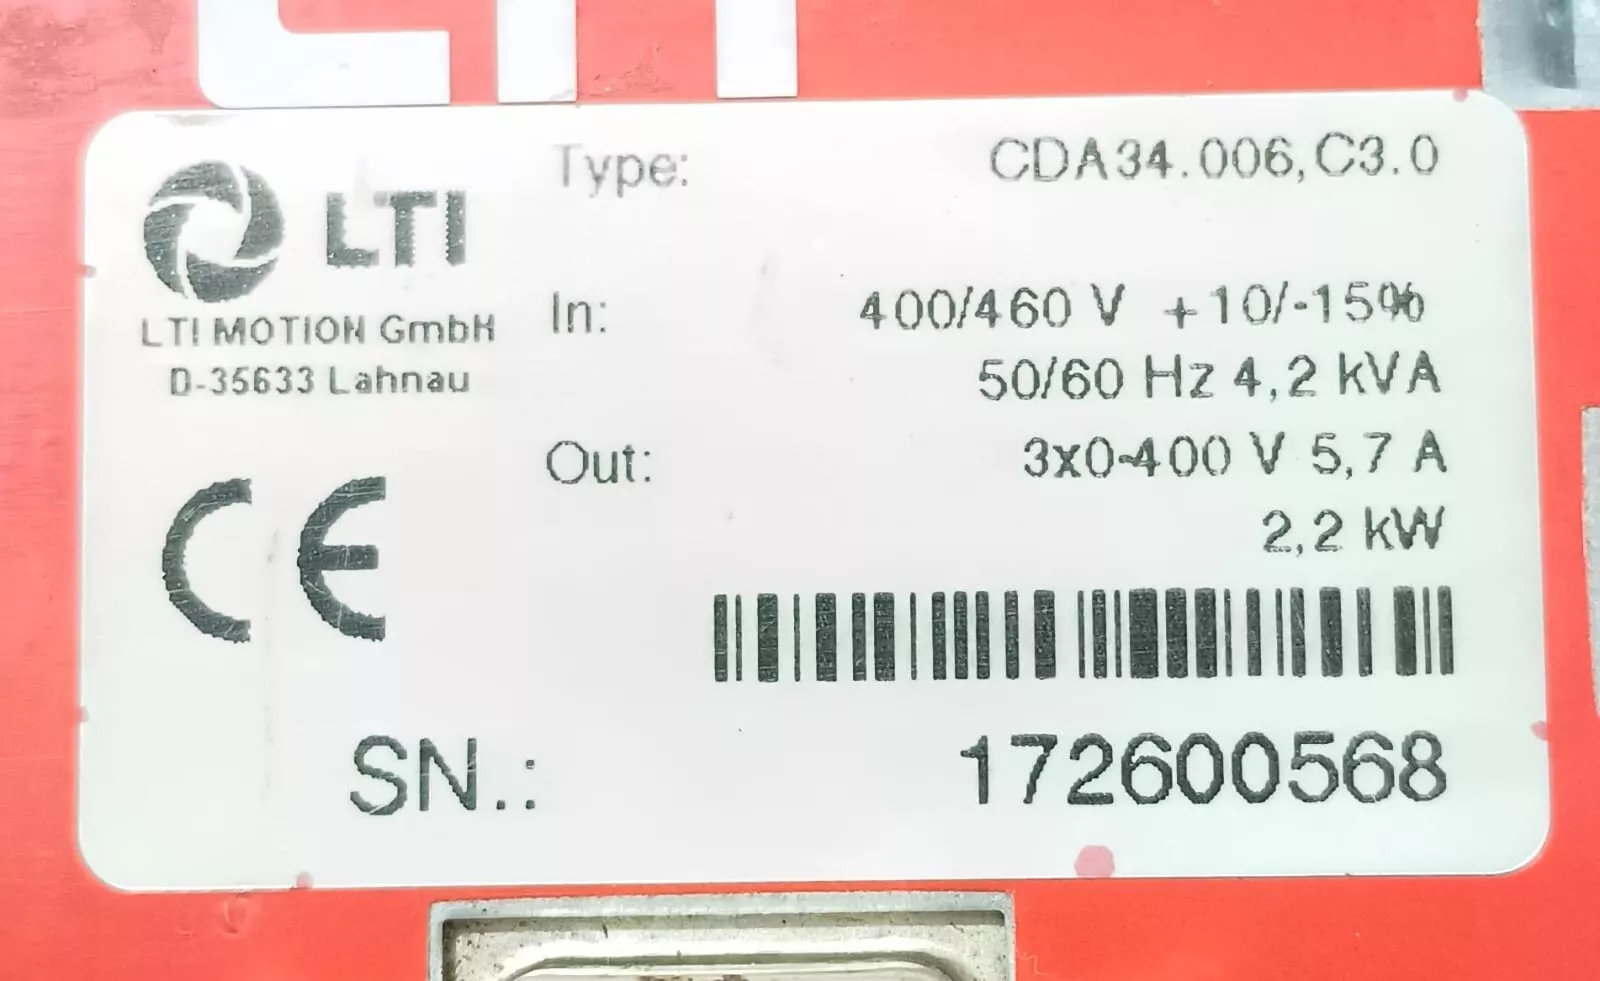 LTI
LTI MOTION GmbH
D-35633 Lahnau
CE
Type: CDA34.006,C3.0
In: 400/460 V +10/-15%
50/60 Hz 4,2 kVA
Out: 3x0-400 V 5,7 A
2,2 kW
SN.: 172600568